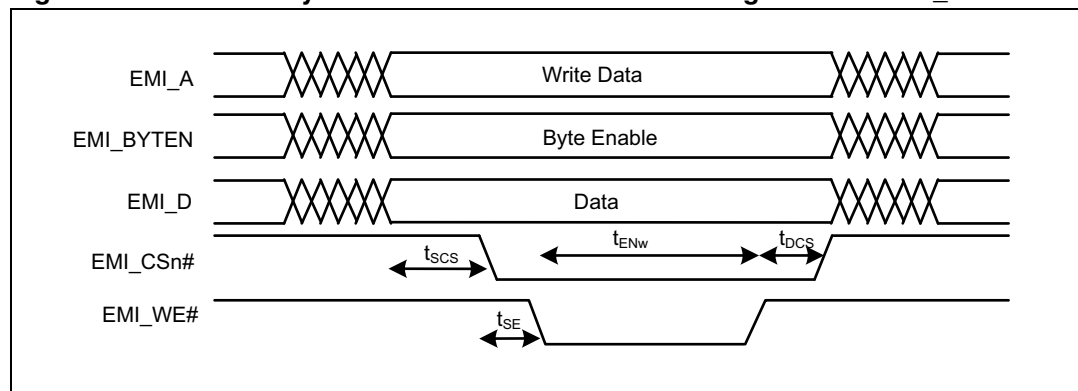 EMI_A
Write Data
EMI_BYTEN
Byte Enable
EMI_D
Data
EMI_CSn#
tSCS
tENw
tDCS
EMI_WE#
tSE